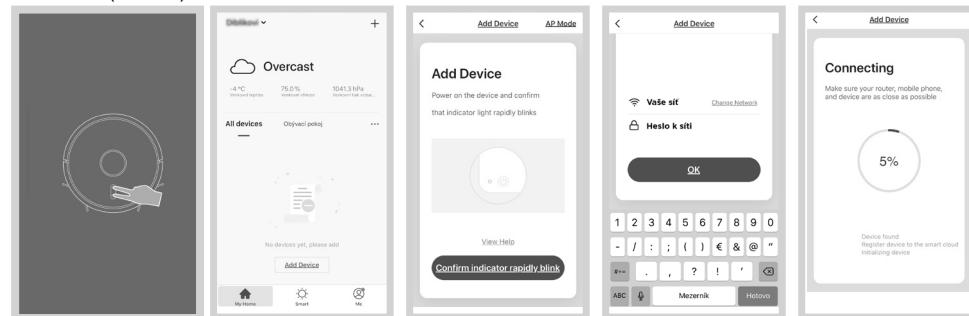 Overcast
-4 °C
75.0 %
1041.3 hPa
Venkovní teplota
Venkovní vlhkost
All devices
Obývací pokoj
No devices yet, please add
Add Device
My Home
Smart
Me
Add Device
AP Mode
Add Device
Power on the device and confirm
that indicator light rapidly blinks
View Help
Confirm indicator rapidly blink
Add Device
Vaše síť
Change Network
Heslo k síti
OK
1 2 3 4 5 6 7 8 9 0
- / : ; ( ) € & @ "
#+= . , ? ! '
ABC
Mezerník
Hotovo
Add Device
Connecting
Make sure your router, mobile phone,
and device are as close as possible
5%
Device found
Register device to the smart cloud
Initializing device